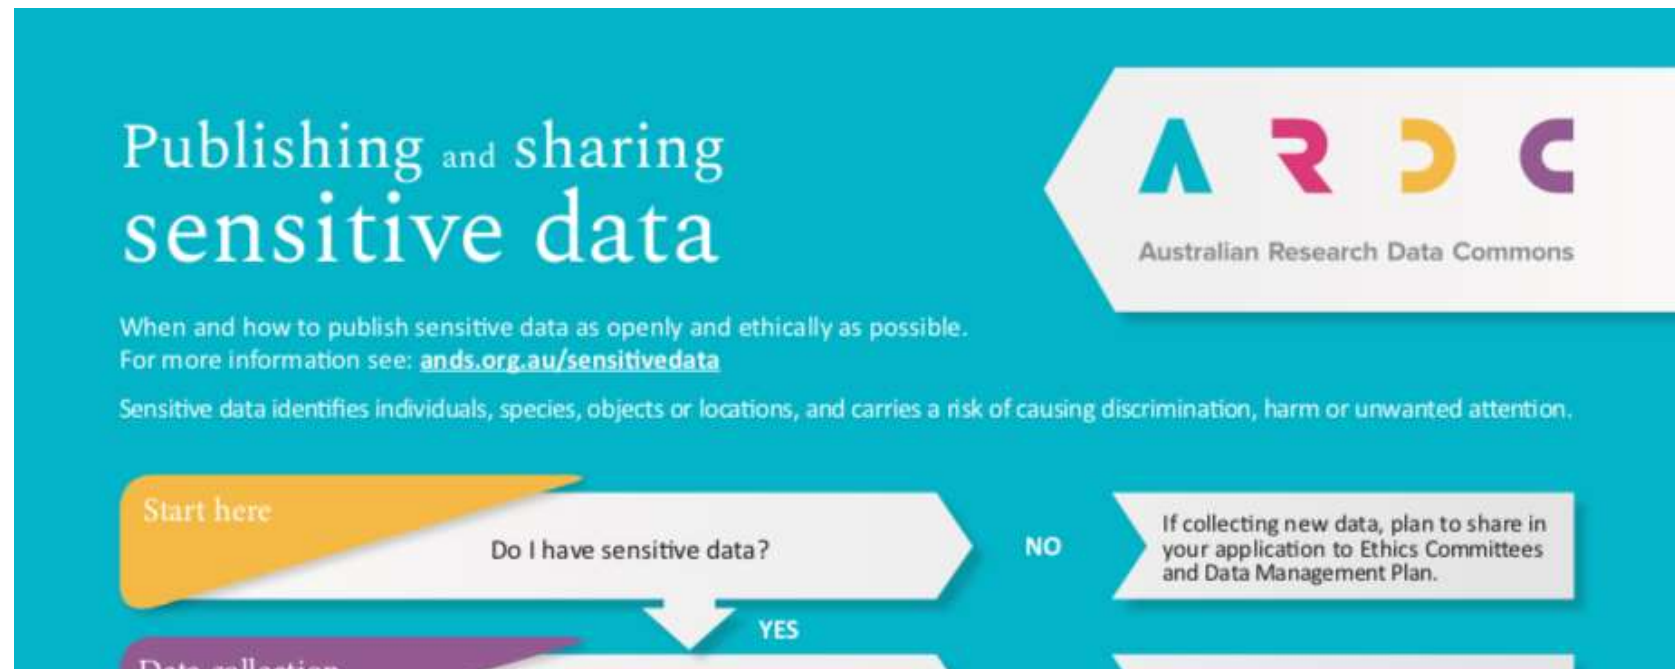 Publishing and sharing
sensitive data
A R D C
Australian Research Data Commons
When and how to publish sensitive data as openly and ethically as possible.
For more information see: ands.org.au/sensitivedata
Sensitive data identifies individuals, species, objects or locations, and carries a risk of causing discrimination, harm or unwanted attention.
Start here
Do I have sensitive data?
NO
If collecting new data, plan to share in
your application to Ethics Committees
and Data Management Plan.
YES
Data collection